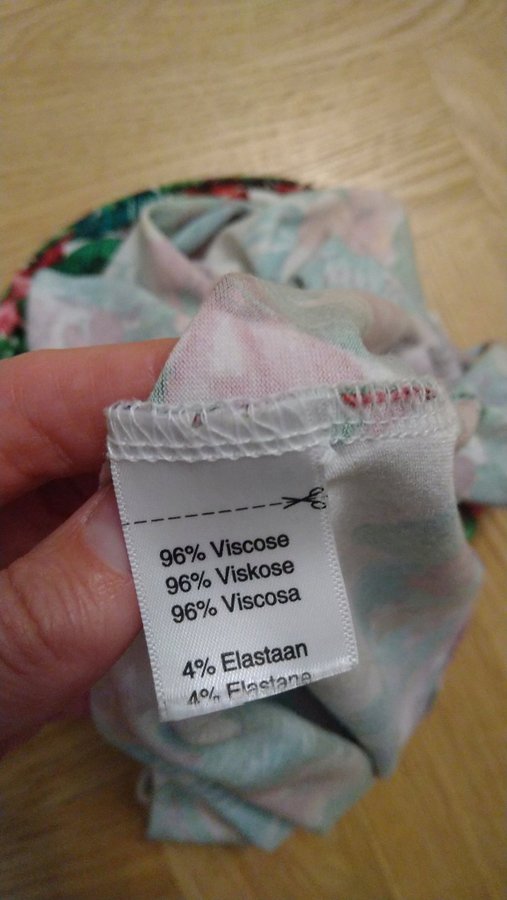 96% Viscose
96% Viskose
96% Viscosa
4% Elastaan
4% Elastane